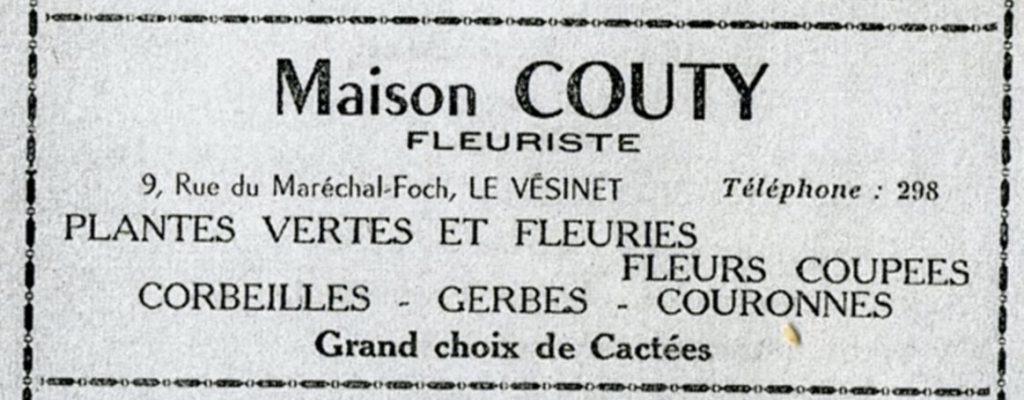 Maison COUTY
FLEURISTE
9, Rue du Maréchal-Foch, LE VÉSINET Téléphone : 298
PLANTES VERTES ET FLEURIES
FLEURS COUPEES
CORBEILLES - GERBES - COURONNES
Grand choix de Cactées